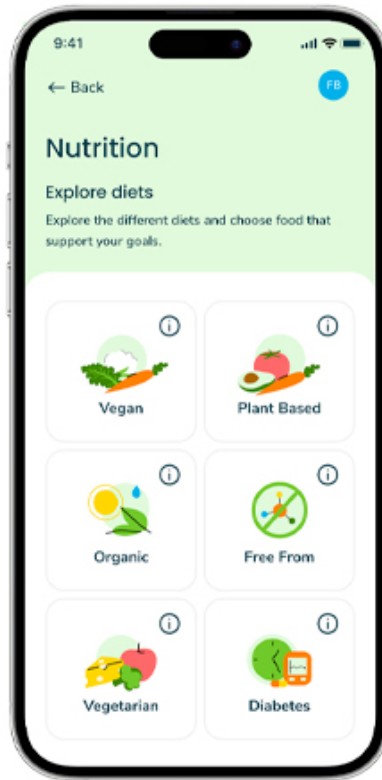 9:41
← Back
FB
Nutrition
Explore diets
Explore the different diets and choose food that
support your goals.
Vegan
Plant Based
Organic
Free From
Vegetarian
Diabetes